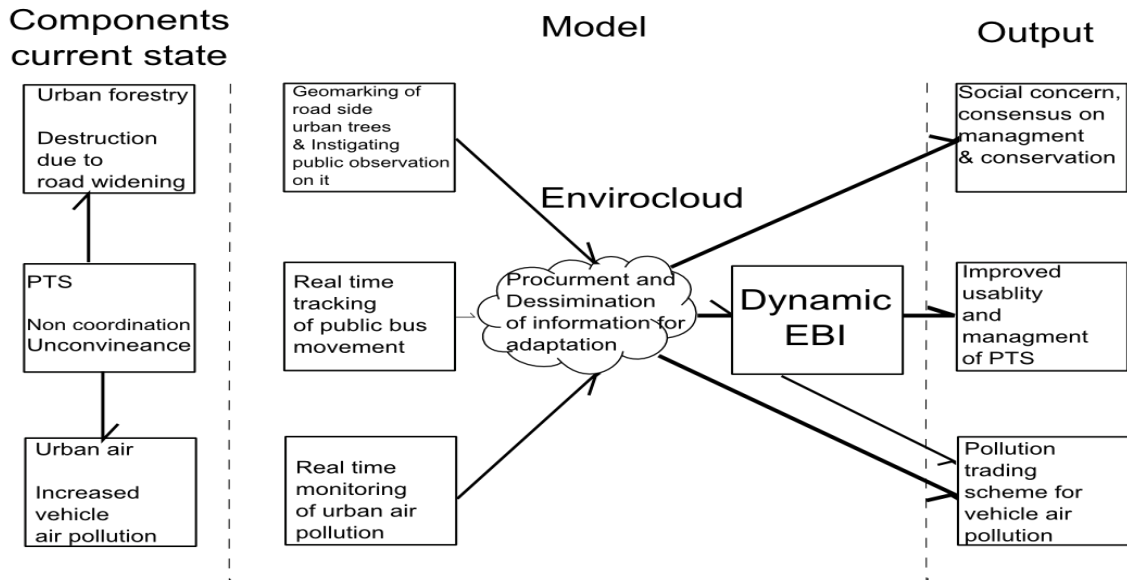 Components
current state
Urban forestry
Destruction
due to
road widening
PTS
Non coordination
Unconvineance
Urban air
Increased
vehicle
air pollution
Model
Geomarking of
road side
urban trees
& Instigating
public observation
on it
Real time
tracking
of public bus
movement
Real time
monitoring
of urban air
pollution
Envirocloud
Procurment and
Dessimination
of information for
adaptation
Dynamic
EBI
Output
Social concern,
consensus on
managment
& conservation
Improved
usablity
and
managment
of PTS
Pollution
trading
scheme for
vehicle air
pollution